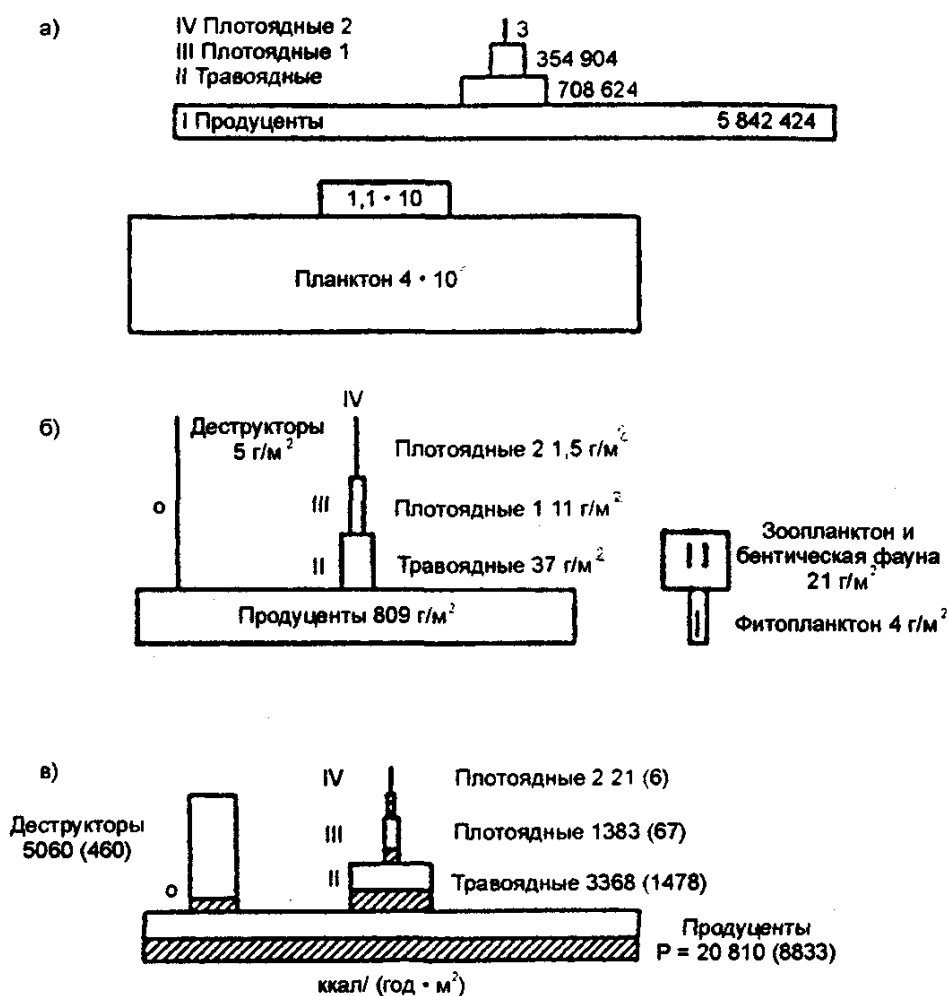 а)
IV Плотоядные 2
III Плотоядные 1
II Травоядные
3
354 904
708 624
I Продуценты 5 842 424
1,1 • 10
Планктон 4 • 10
б)
IV
Деструкторы
5 г/м²
Плотоядные 2 1,5 г/м²
о
III
Плотоядные 1 11 г/м²
II
Травоядные 37 г/м²
Продуценты 809 г/м²
II
Зоопланктон и
бентическая фауна
21 г/м²
I
Фитопланктон 4 г/м²
в)
IV
Плотоядные 2 21 (6)
Деструкторы
5060 (460)
III
Плотоядные 1383 (67)
о
II
Травоядные 3368 (1478)
Продуценты
P = 20 810 (8833)
ккал/ (год • м²)